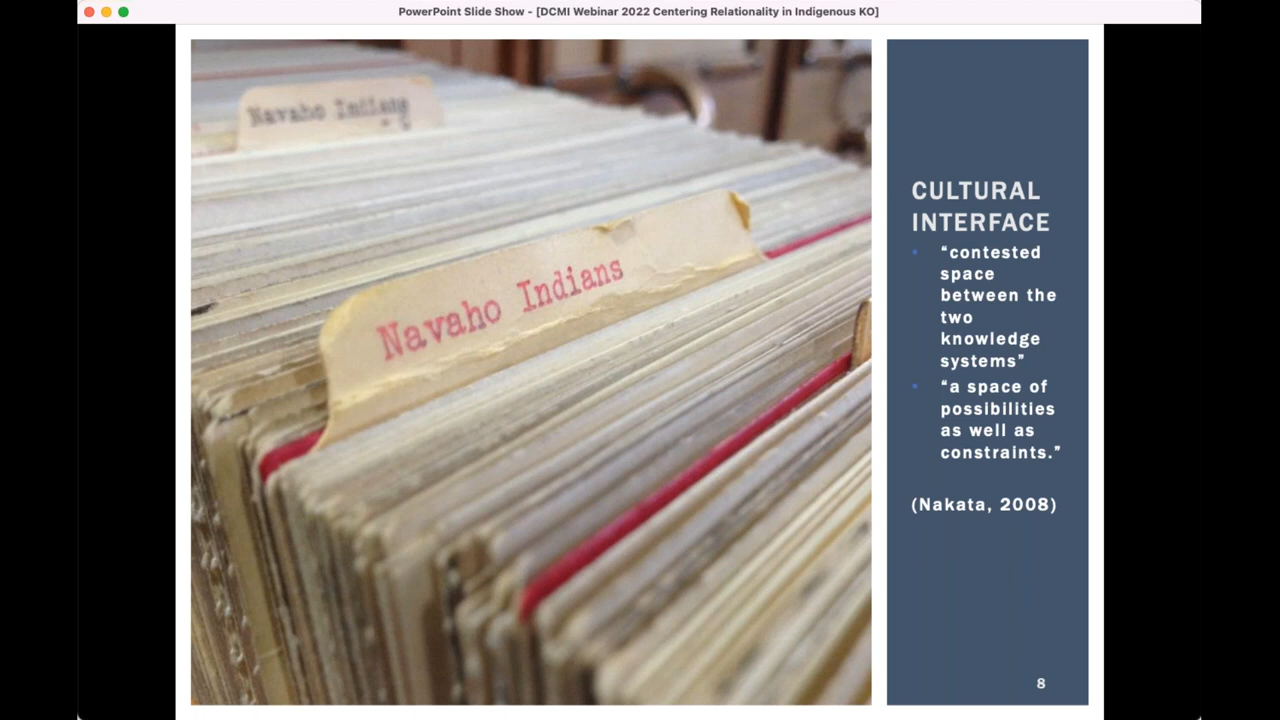 PowerPoint Slide Show - [DCMI Webinar 2022 Centering Relationality in Indigenous KO]
Navaho Indians
Navaho Indians
CULTURAL
INTERFACE
“contested
space
between the
two
knowledge
systems”
“a space of
possibilities
as well as
constraints.”
(Nakata, 2008)
8